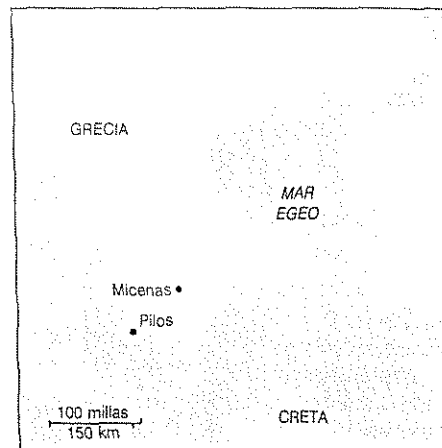 GRECIA
MAR
EGEO
Micenas
Pilos
100 millas
150 km
CRETA